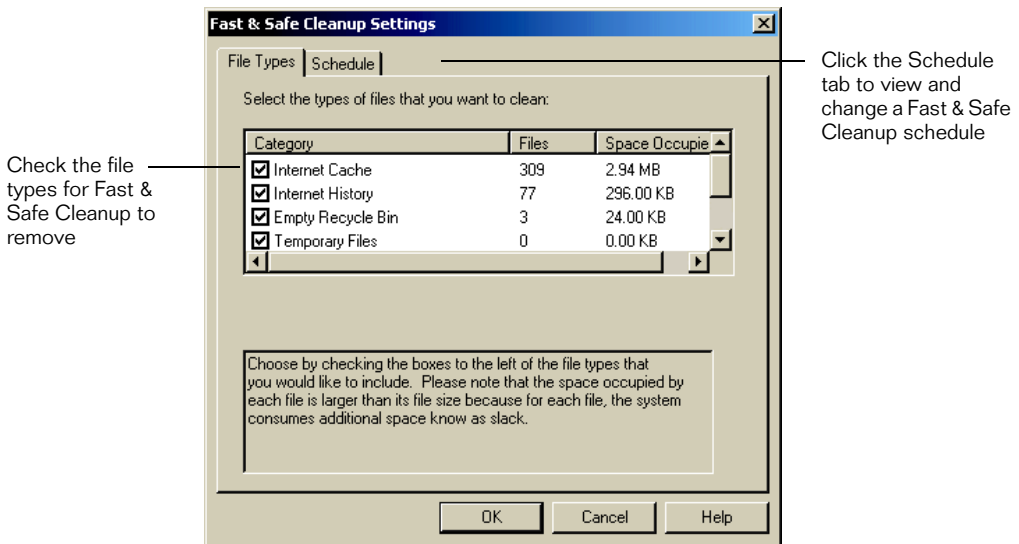 Fast & Safe Cleanup Settings
File Types
Schedule
Select the types of files that you want to clean:
Category Files Space Occupie
Internet Cache 309 2.94 MB
Internet History 77 296.00 KB
Empty Recycle Bin 3 24.00 KB
Temporary Files 0 0.00 KB
Choose by checking the boxes to the left of the file types that
you would like to include. Please note that the space occupied by
each file is larger than its file size because for each file, the system
consumes additional space know as slack.
OK
Cancel
Help
Check the file
types for Fast &
Safe Cleanup to
remove
Click the Schedule
tab to view and
change a Fast & Safe
Cleanup schedule